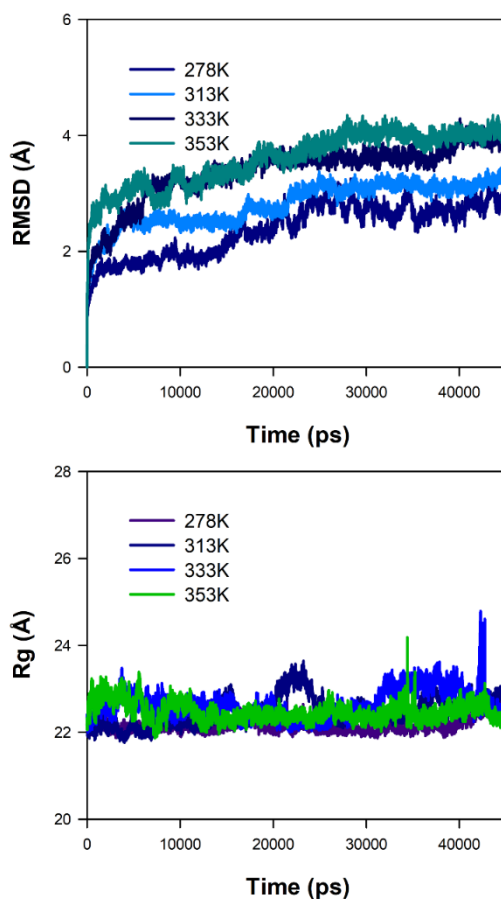 6
4
2
0
RMSD (Å)
278K
313K
333K
353K
0 10000 20000 30000 40000
Time (ps)
28
26
24
22
20
Rg (Å)
278K
313K
333K
353K
0 10000 20000 30000 40000
Time (ps)